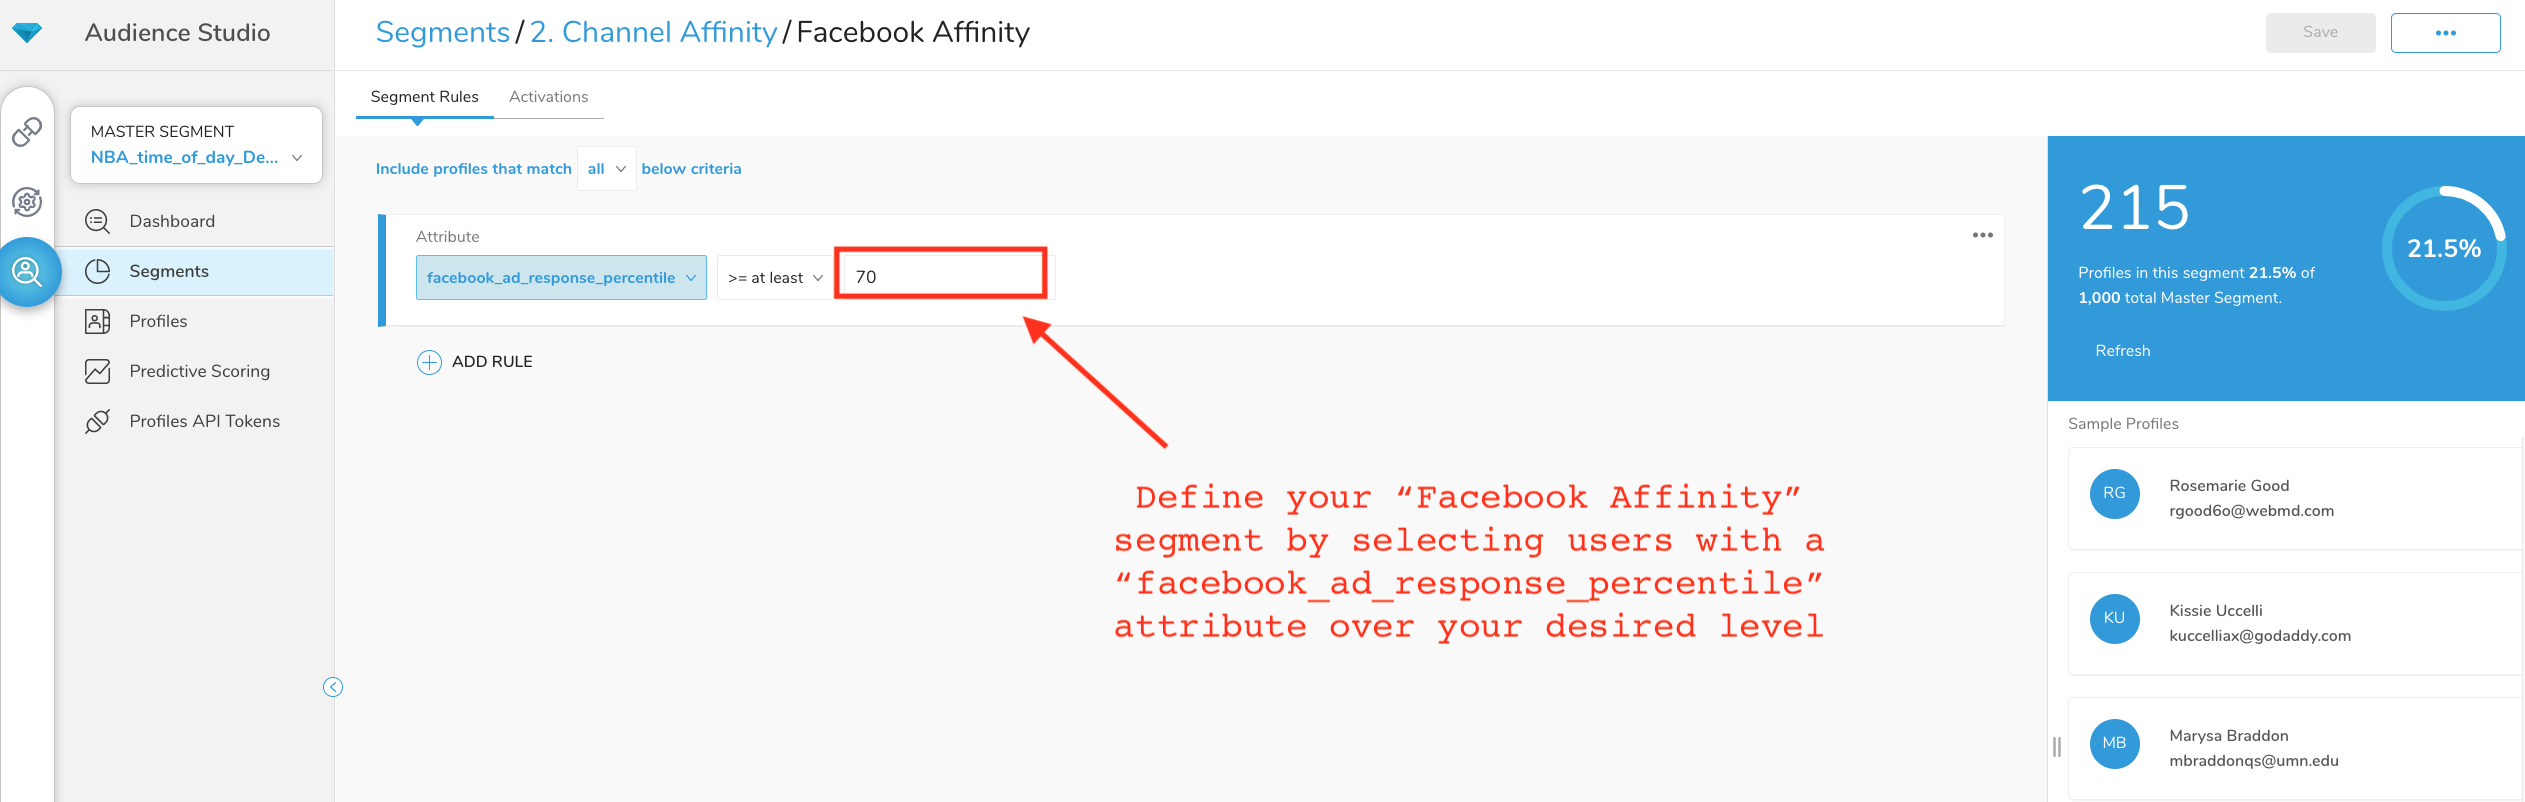 Audience Studio
Segments / 2. Channel Affinity / Facebook Affinity
Save
Segment Rules
Activations
MASTER SEGMENT
NBA_time_of_day_De...
Dashboard
Segments
Profiles
Predictive Scoring
Profiles API Tokens
Include profiles that match all below criteria
Attribute
facebook_ad_response_percentile >= at least 70
ADD RULE
Define your “Facebook Affinity”
segment by selecting users with a
“facebook_ad_response_percentile”
attribute over your desired level
215
21.5%
Profiles in this segment 21.5% of
1,000 total Master Segment.
Refresh
Sample Profiles
RG
Rosemarie Good
rgood6o@webmd.com
KU
Kissie Uccelli
kuccelliax@godaddy.com
MB
Marysa Braddon
mbraddonqs@umn.edu